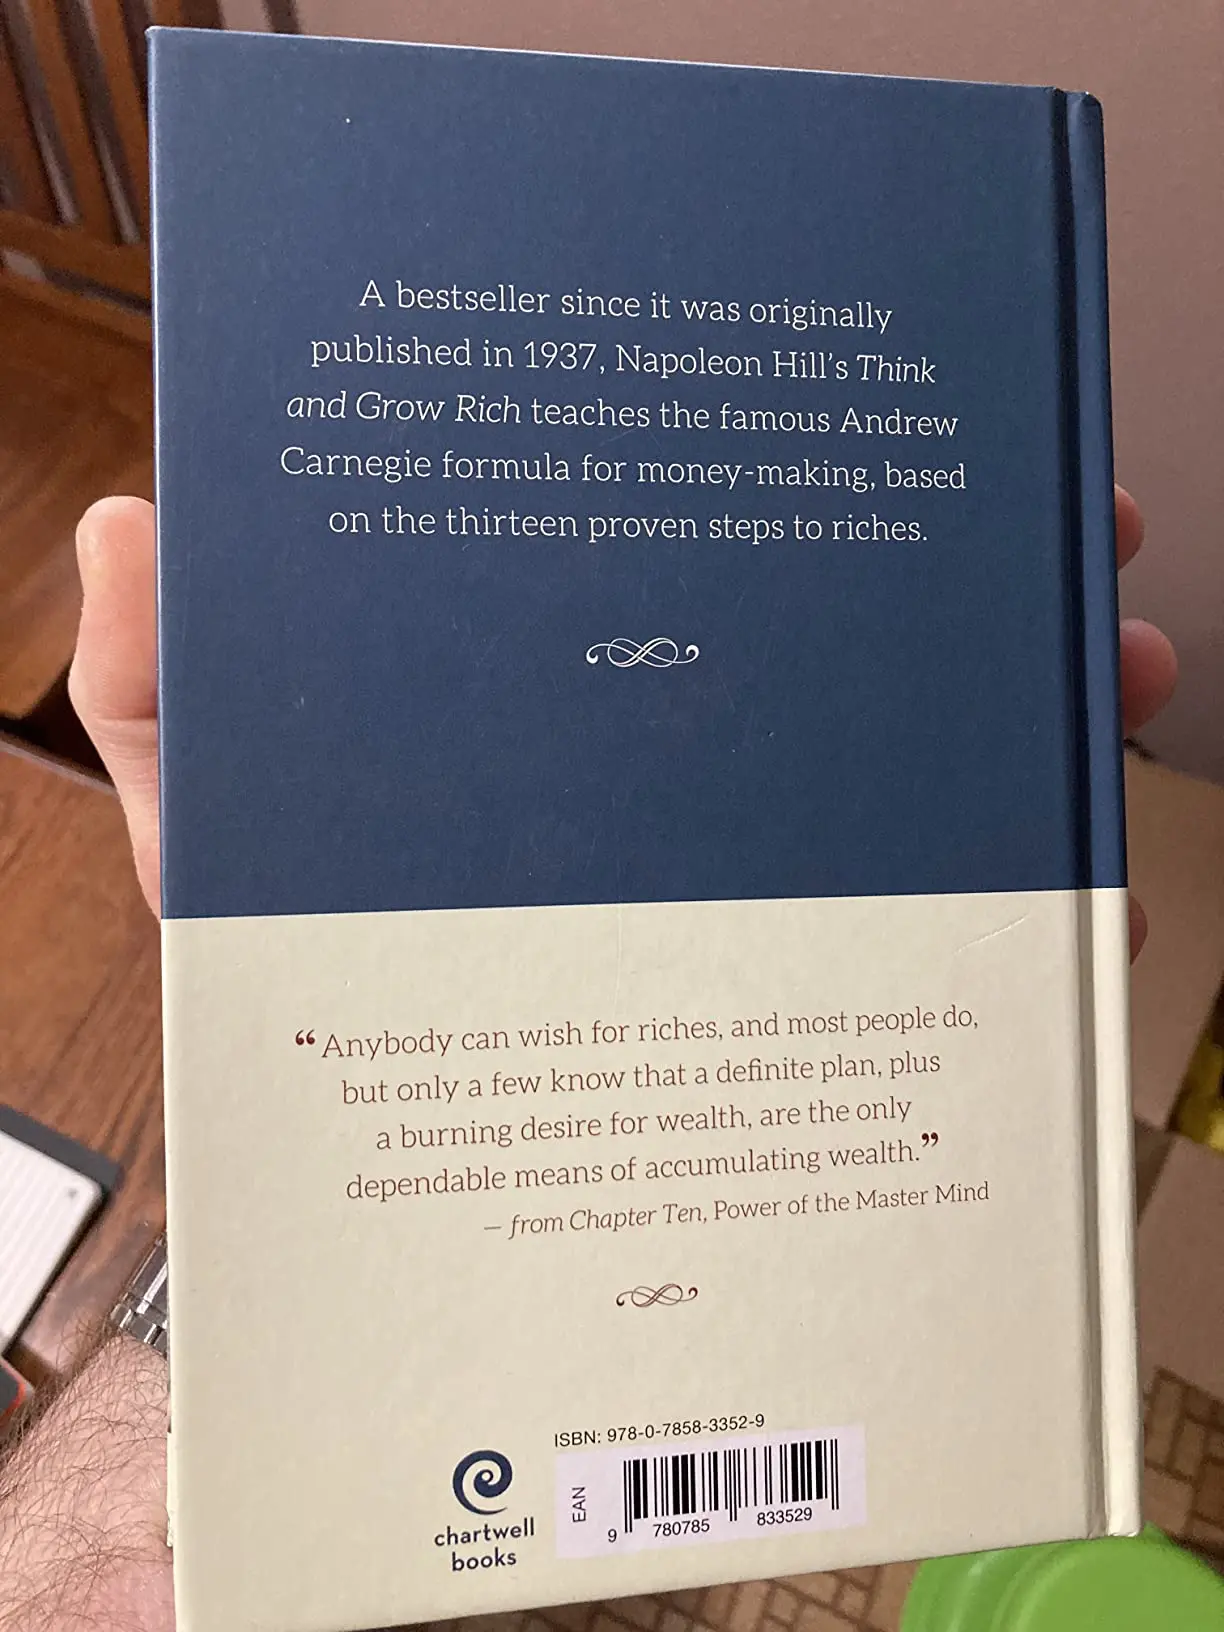 A bestseller since it was originally
published in 1937, Napoleon Hill's Think
and Grow Rich teaches the famous Andrew
Carnegie formula for money-making, based
on the thirteen proven steps to riches.
“Anybody can wish for riches, and most people do,
but only a few know that a definite plan, plus
a burning desire for wealth, are the only
dependable means of accumulating wealth.”
– from Chapter Ten, Power of the Master Mind
ISBN: 978-0-7858-3352-9
EAN
9 780785 833529
chartwell
books